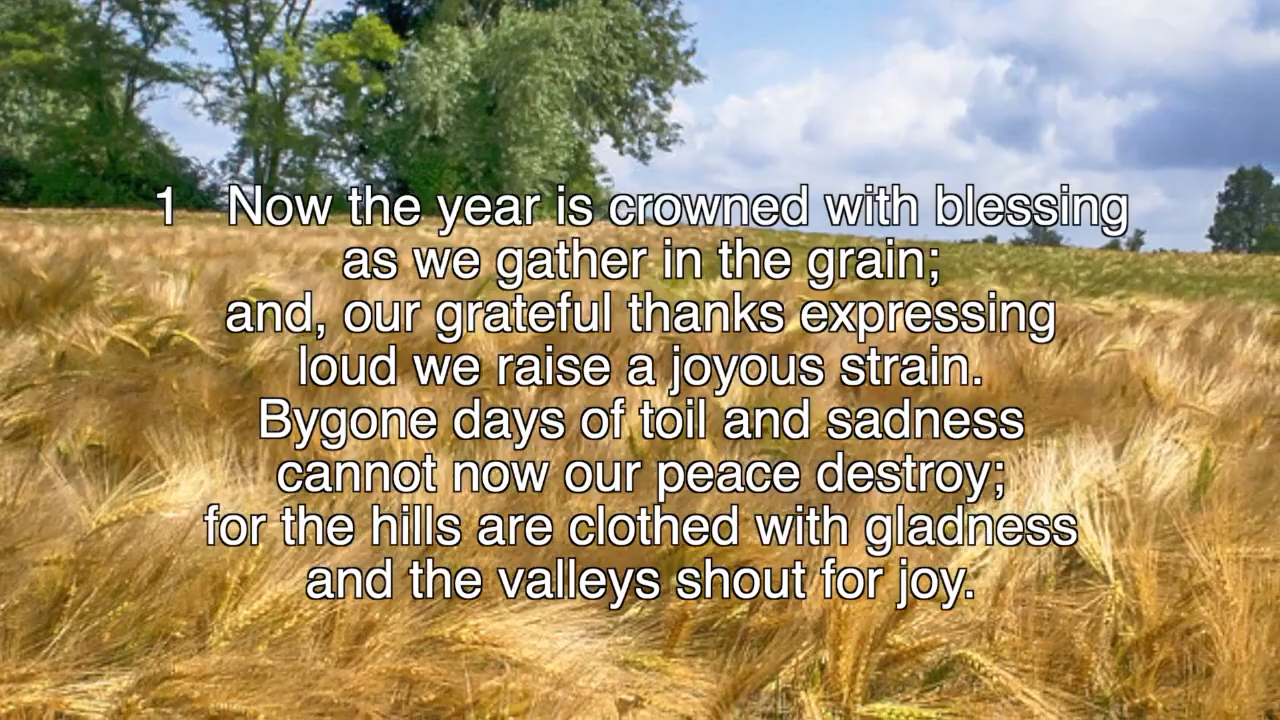 1 Now the year is crowned with blessing
as we gather in the grain;
and, our grateful thanks expressing
loud we raise a joyous strain.
Bygone days of toil and sadness
cannot now our peace destroy;
for the hills are clothed with gladness
and the valleys shout for joy.